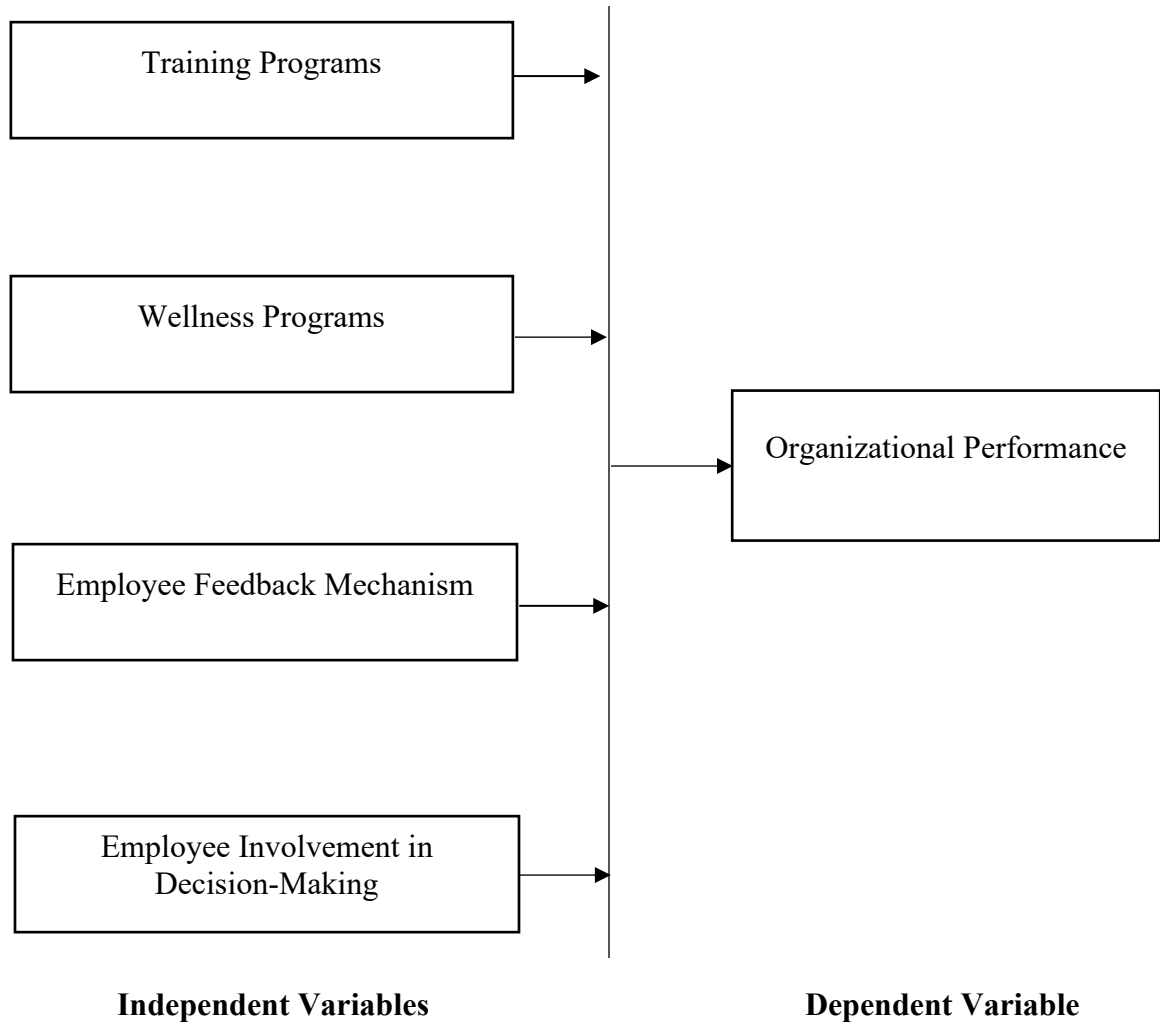 Training Programs
Wellness Programs
Organizational Performance
Employee Feedback Mechanism
Employee Involvement in
Decision-Making
Independent Variables
Dependent Variable